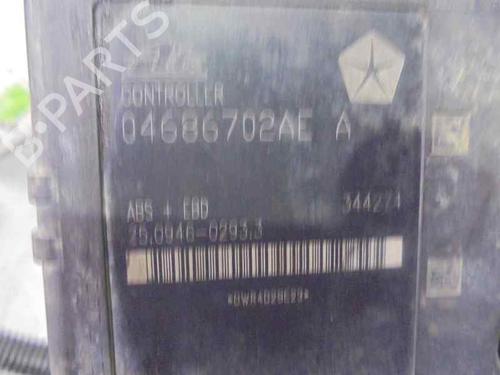 B-PARTS
CONTROLLER
04686702AE A
ABS + EBD 344274
25.0946-0293.3